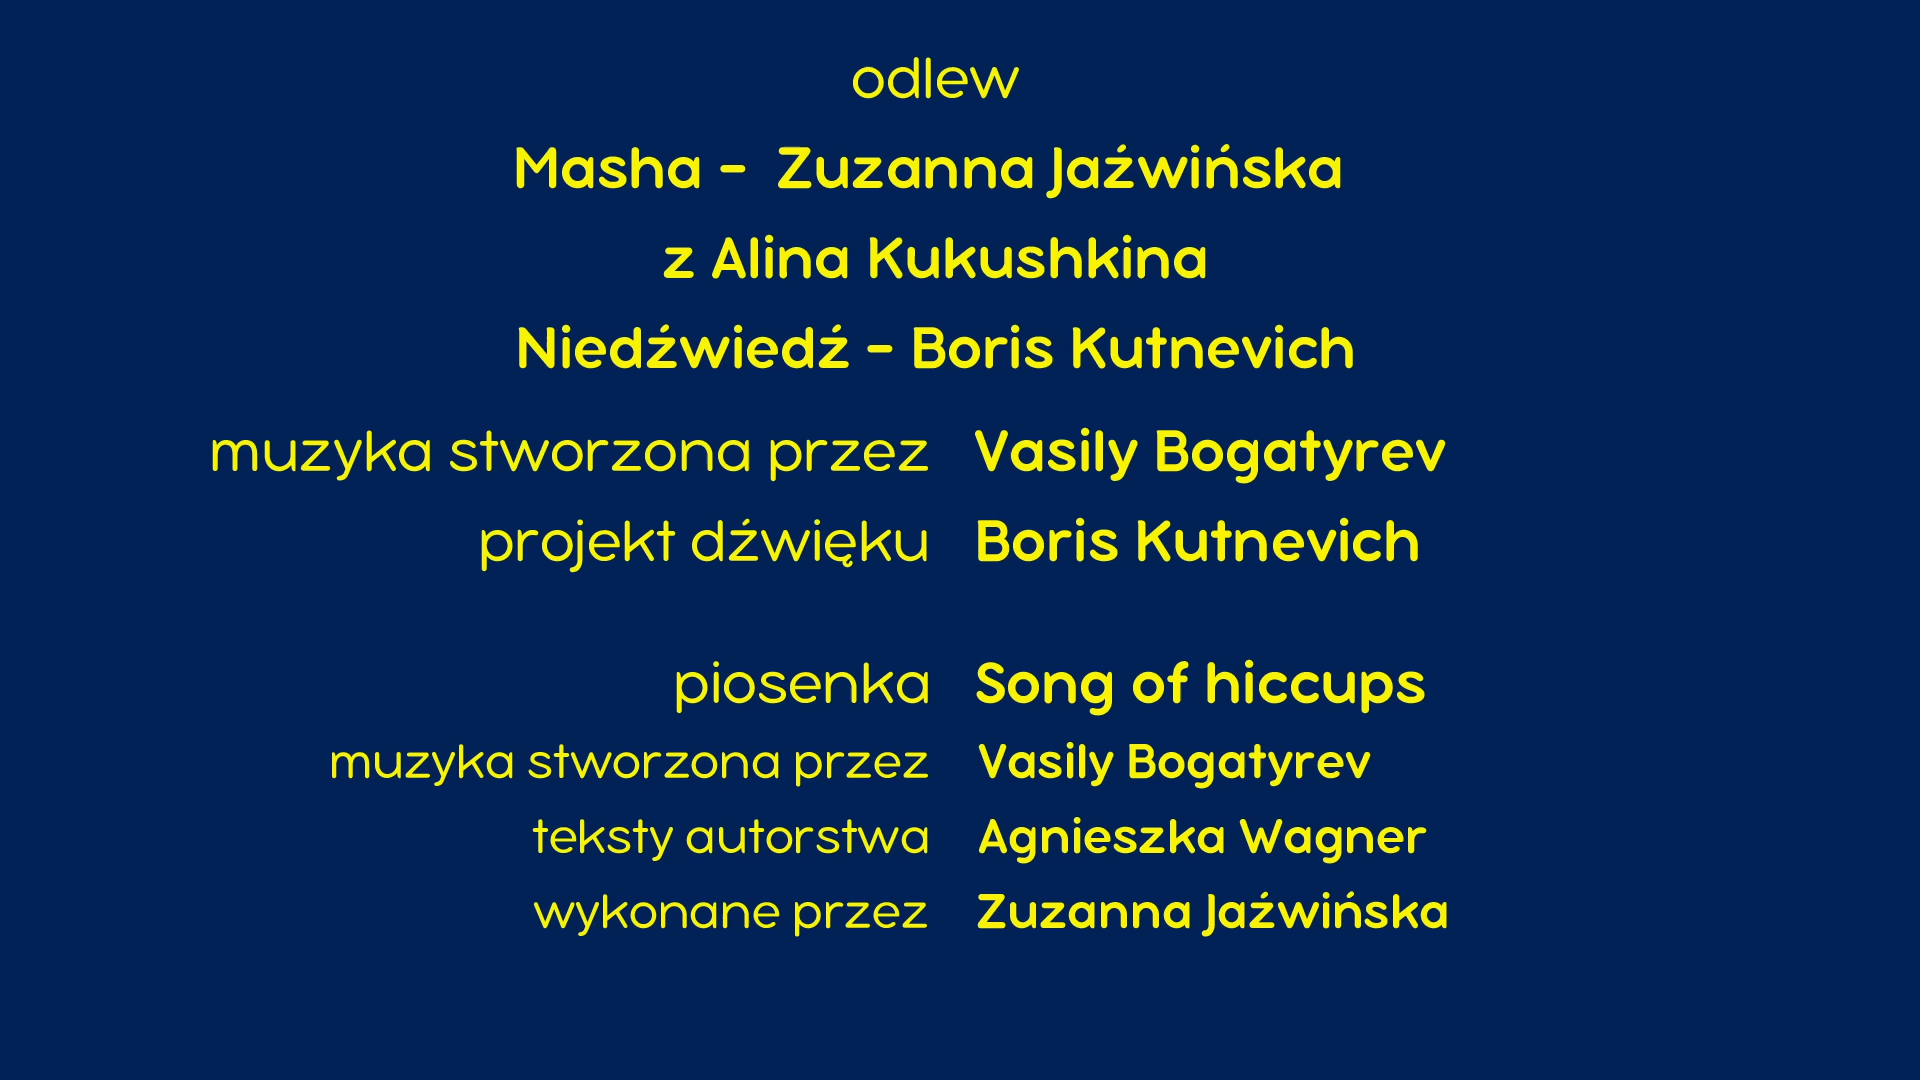 odlew
Masha - Zuzanna Jaźwińska
z Alina Kukushkina
Niedźwiedź - Boris Kutnevich
muzyka stworzona przez Vasily Bogatyrev
projekt dźwięku Boris Kutnevich
piosenka Song of hiccups
muzyka stworzona przez Vasily Bogatyrev
teksty autorstwa Agnieszka Wagner
wykonane przez Zuzanna Jaźwińska